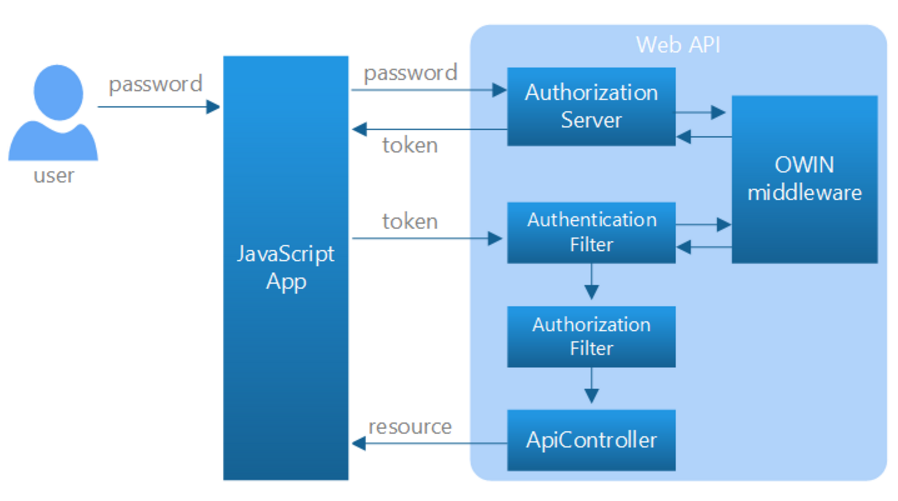 Web API
password
user
JavaScript
App
password
token
Authorization
Server
OWIN
middleware
token
Authentication
Filter
Authorization
Filter
resource
ApiController